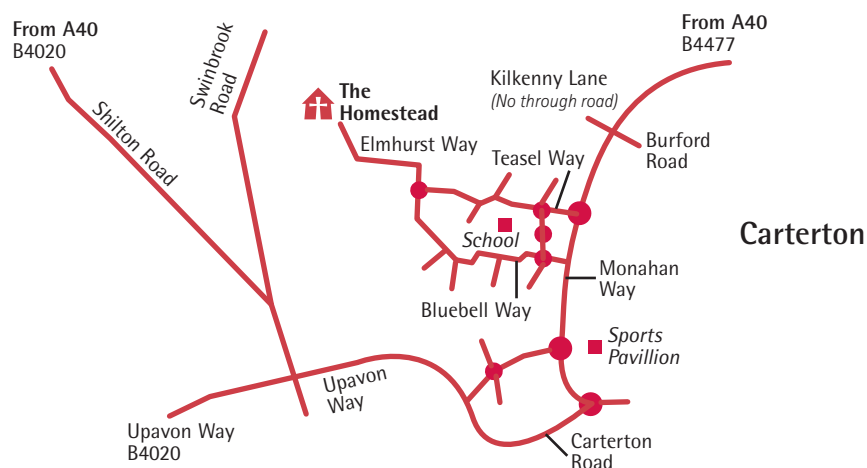 From A40
B4020
Swinbrook
Road
Shilton Road
The
Homestead
Elmhurst Way
From A40
B4477
Kilkenny Lane
(No through road)
Burford
Road
Teasel Way
School
Carterton
Monahan
Way
Bluebell Way
Sports
Pavillion
Upavon
Way
Upavon Way
B4020
Carterton
Road